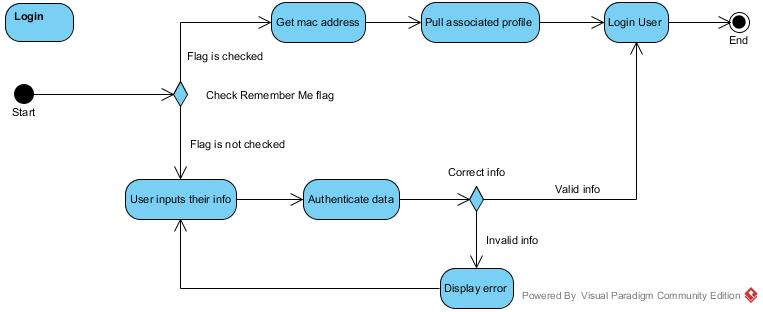 Login
Get mac address
Pull associated profile
Login User
End
Flag is checked
Check Remember Me flag
Start
Flag is not checked
Correct info
User inputs their info
Authenticate data
Valid info
Invalid info
Display error
Powered By Visual Paradigm Community Edition